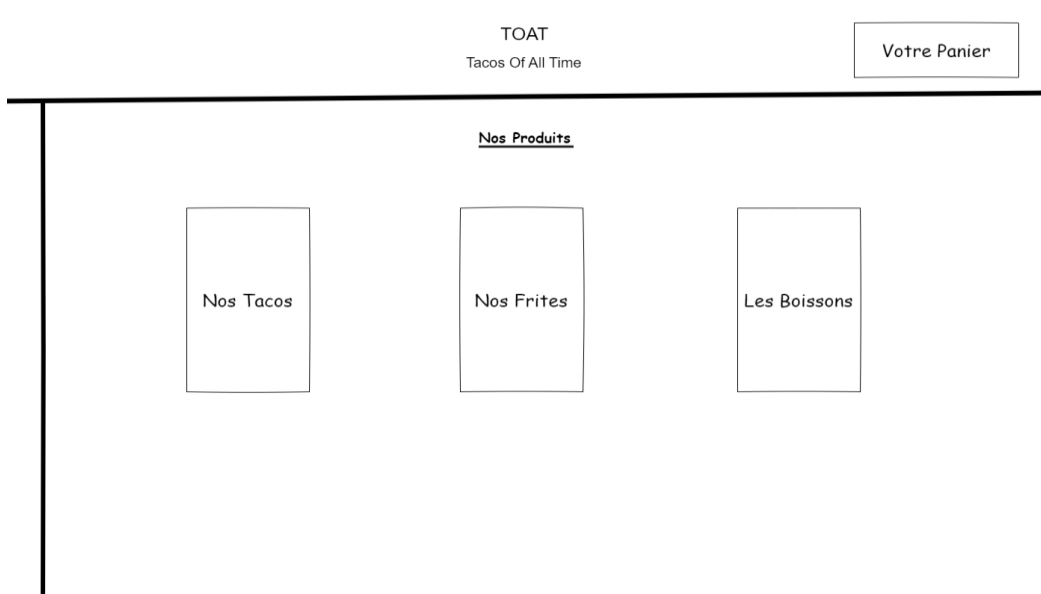 TOAT
Tacos Of All Time
Votre Panier
Nos Produits
Nos Tacos
Nos Frites
Les Boissons